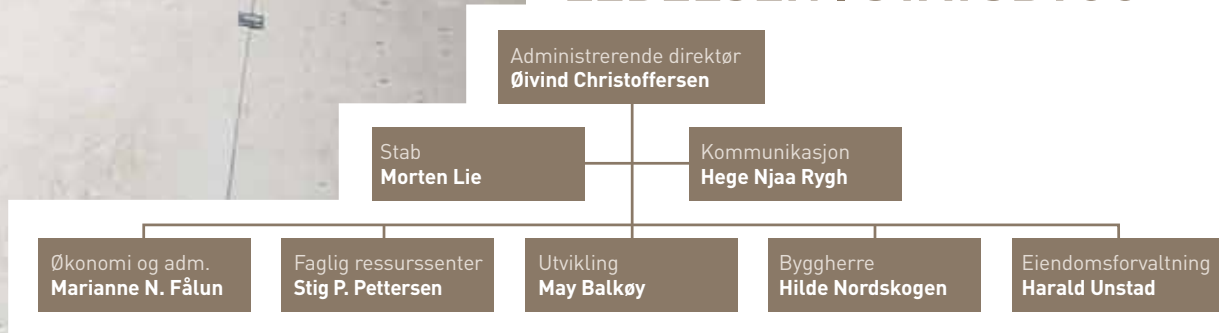 Administrerende direktør
Øivind Christoffersen
Stab
Morten Lie
Kommunikasjon
Hege Njaa Rygh
Økonomi og adm.
Marianne N. Fålun
Faglig ressurssenter
Stig P. Pettersen
Utvikling
May Balkøy
Byggherre
Hilde Nordskogen
Eiendomsforvaltning
Harald Unstad